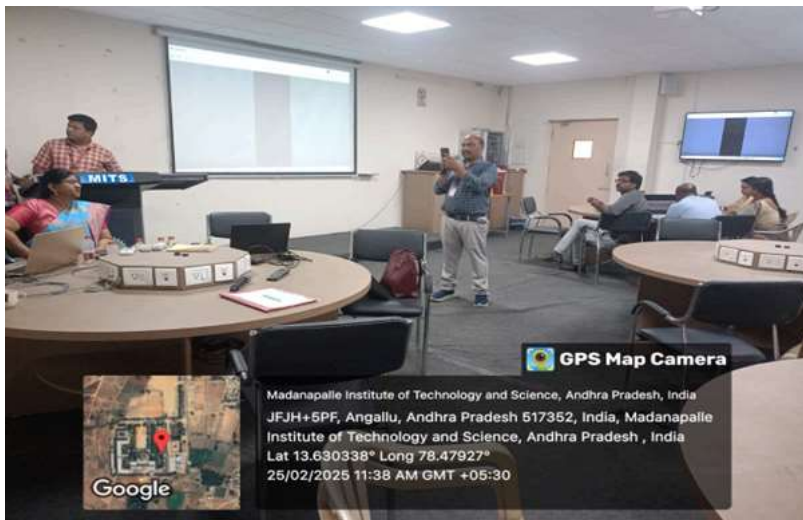 MITS
GPS Map Camera
Madanapalle Institute of Technology and Science, Andhra Pradesh, India
JFJH+5PF, Angallu, Andhra Pradesh 517352, India, Madanapalle
Institute of Technology and Science, Andhra Pradesh , India
Lat 13.630338° Long 78.47927°
25/02/2025 11:38 AM GMT +05:30
Google